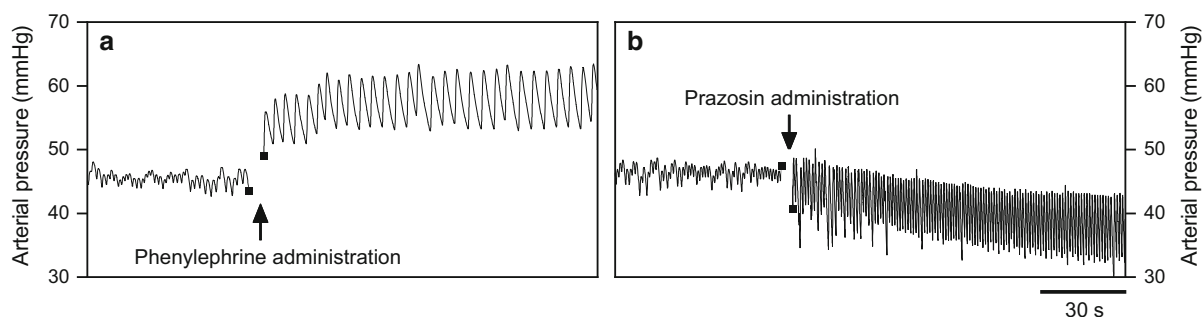 Arterial pressure (mmHg)
70
60
50
40
30
a
Phenylephrine administration
b
Prazosin administration
70
60
50
40
30
Arterial pressure (mmHg)
30 s